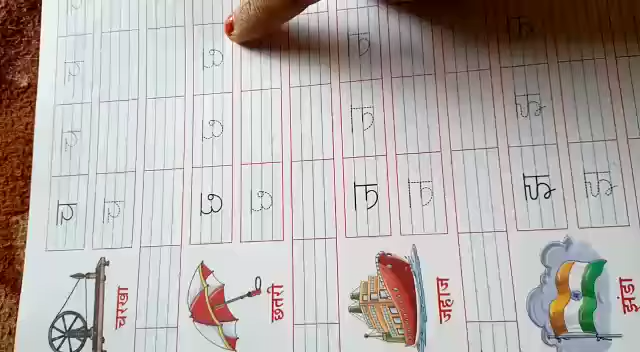 च च च च
चरखा च
छ छ छ
छतरी छ
ज ज ज
जहाज ज
झ झ झ
झंडा झ